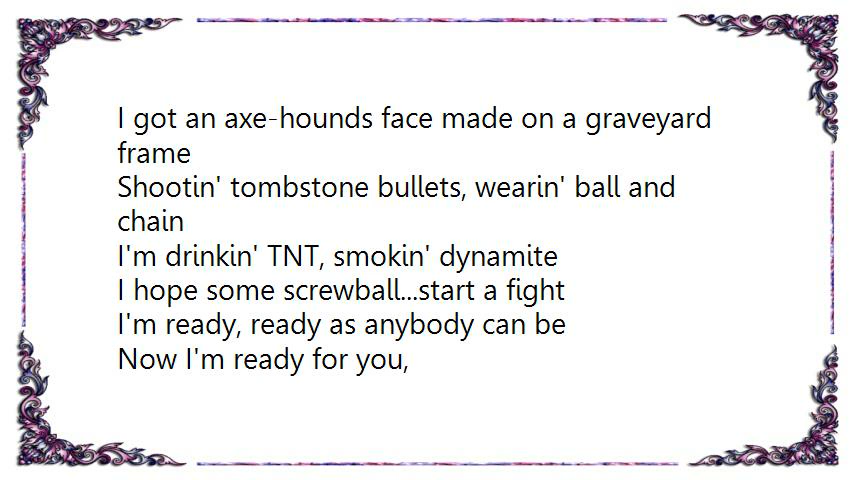 I got an axe-hounds face made on a graveyard
frame
Shootin' tombstone bullets, wearin' ball and
chain
I'm drinkin' TNT, smokin' dynamite
I hope some screwball...start a fight
I'm ready, ready as anybody can be
Now I'm ready for you,